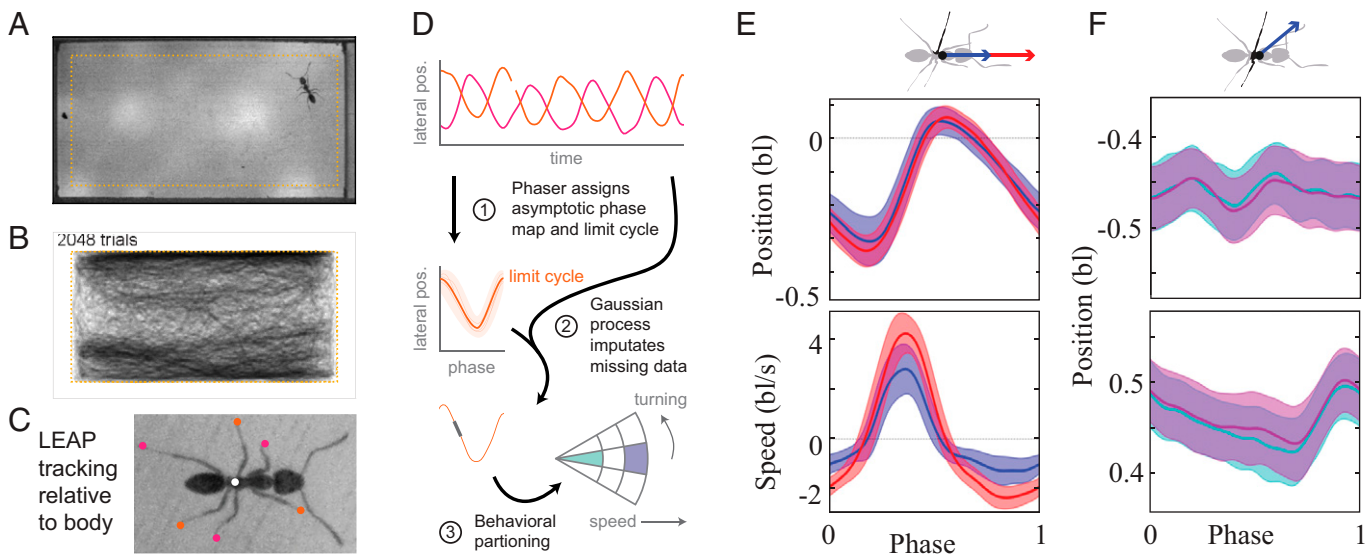 A
B
2048 trials
C
LEAP
tracking
relative
to body
D
lateral pos.
time
1
Phaser assigns
asymptotic phase
map and limit cycle
lateral pos.
limit cycle
phase
2
Gaussian
process
imputates
missing data
turning
speed
3
Behavioral
partioning
E
Position (bl)
0
-0.5
Speed (bl/s)
4
0
-2
0
Phase
1
F
Position (bl)
-0.4
-0.5
0.5
0.4
0
Phase
1